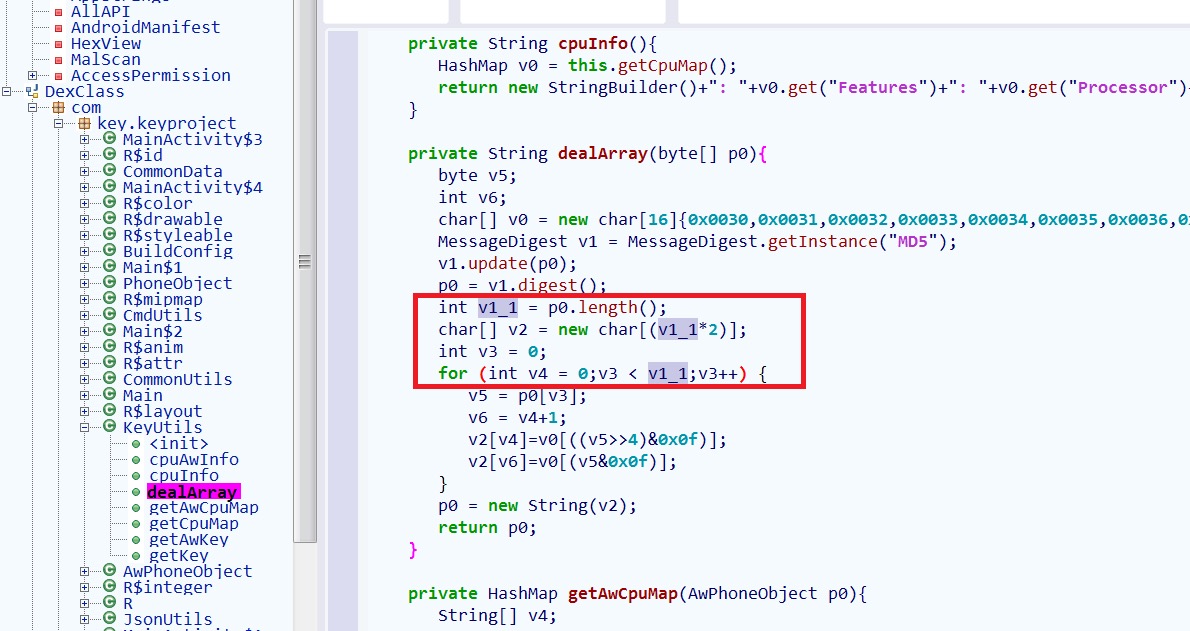 AllAPI
AndroidManifest
HexView
MalScan
AccessPermission
DexClass
com
key.keyproject
MainActivity$3
R$id
CommonData
MainActivity$4
R$color
R$drawable
R$styleable
BuildConfig
Main$1
PhoneObject
R$mipmap
CmdUtils
Main$2
R$anim
R$attr
CommonUtils
Main
R$layout
KeyUtils
<init>
cpuAwInfo
cpuInfo
dealArray
getAwCpuMap
getCpuMap
getAwKey
getKey
AwPhoneObject
R$integer
R
JsonUtils
private String cpuInfo(){
HashMap v0 = this.getCpuMap();
return new StringBuilder()+": "+v0.get("Features")+": "+v0.get("Processor")
}
private String dealArray(byte[] p0){
byte v5;
int v6;
char[] v0 = new char[16]{0x0030,0x0031,0x0032,0x0033,0x0034,0x0035,0x0036,0x
MessageDigest v1 = MessageDigest.getInstance("MD5");
v1.update(p0);
p0 = v1.digest();
int v1_1 = p0.length();
char[] v2 = new char[(v1_1*2)];
int v3 = 0;
for (int v4 = 0;v3 < v1_1;v3++) {
v5 = p0[v3];
v6 = v4+1;
v2[v4]=v0[((v5>>4)&0x0f)];
v2[v6]=v0[(v5&0x0f)];
}
p0 = new String(v2);
return p0;
}
private HashMap getAwCpuMap(AwPhoneObject p0){
String[] v4;